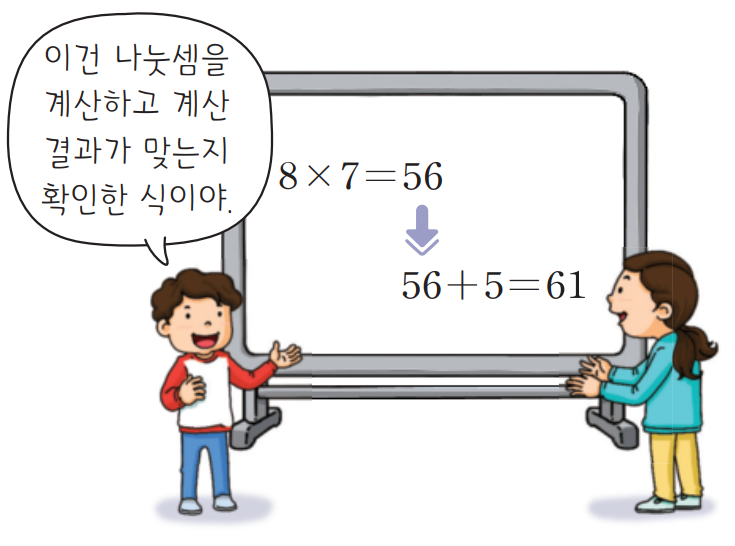 이건 나눗셈을
계산하고 계산
결과가 맞는지
확인한 식이야.
8×7=56
56+5=61